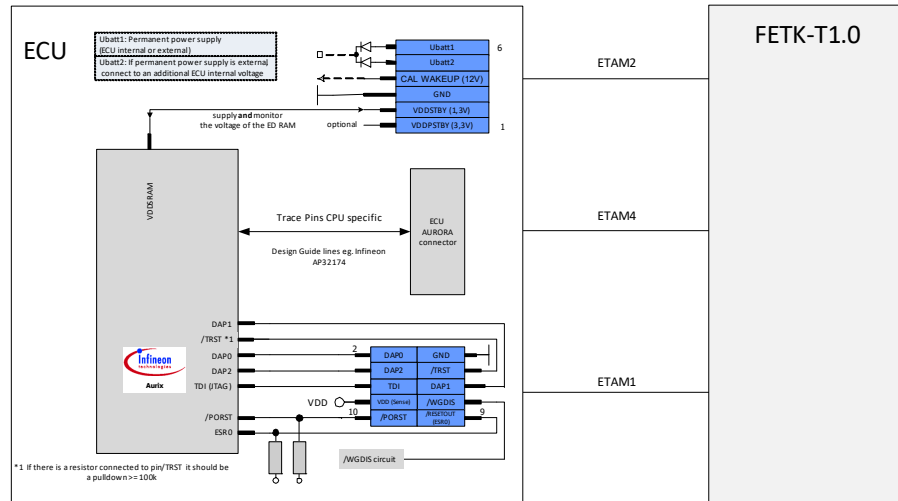 ECU
Ubatt1: Permanent power supply
(ECU internal or external)
Ubatt2: If permanent power supply is external,
connect to an additional ECU internal voltage
Ubatt1
6
Ubatt2
CAL WAKEUP (12V)
GND
VDDSTBY (1,3V)
VDDPSTBY (3,3V)
1
supply and monitor
the voltage of the ED RAM
optional
FETK-T1.0
ETAM2
ETAM4
ETAM1
VDDSRAM
Trace Pins CPU specific
Design Guide lines eg. Infineon
AP32174
ECU
AURORA
connector
DAP1
/TRST *1
DAP0
DAP2
TDI (JTAG)
/PORST
ESR0
Infineon
technologies
Aurix
2
DAP0
GND
DAP2
/TRST
TDI
DAP1
VDD
VDD (Sense)
/WGDIS
10
/PORST
/RESETOUT
(ESR0)
9
/WGDIS circuit
*1 If there is a resistor connected to pin/TRST it should be
a pulldown >= 100k